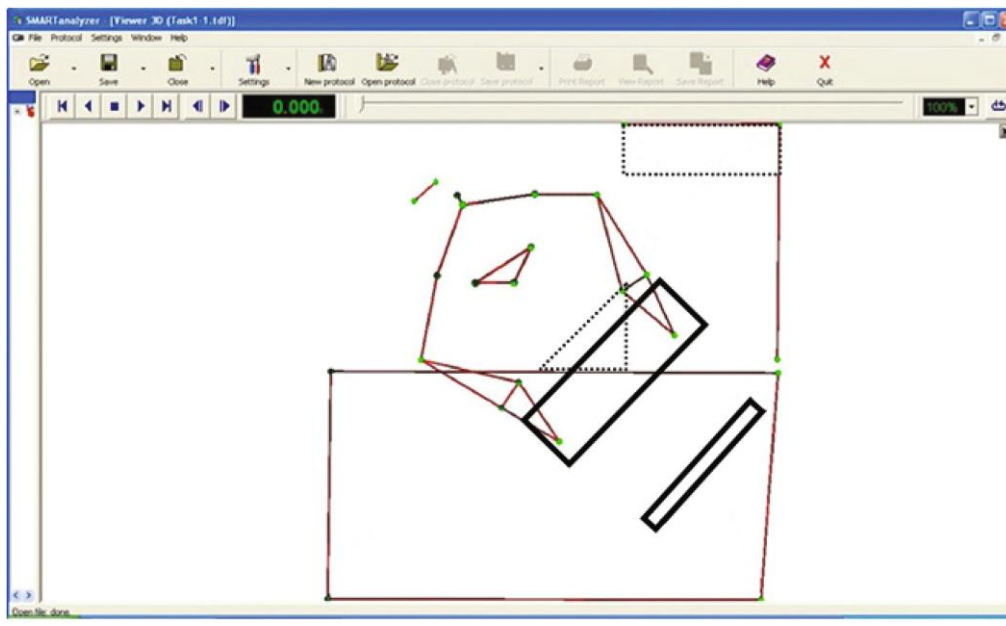 SMARTanalyzer - [Viewer 3D (Task1-1.tdf)]
File Protocol Settings Window Help
Open Save Close Settings New protocol Open protocol Close protocol Save protocol Print Report View Report Save Report Help Quit
0.000s 100%
Open file: done.